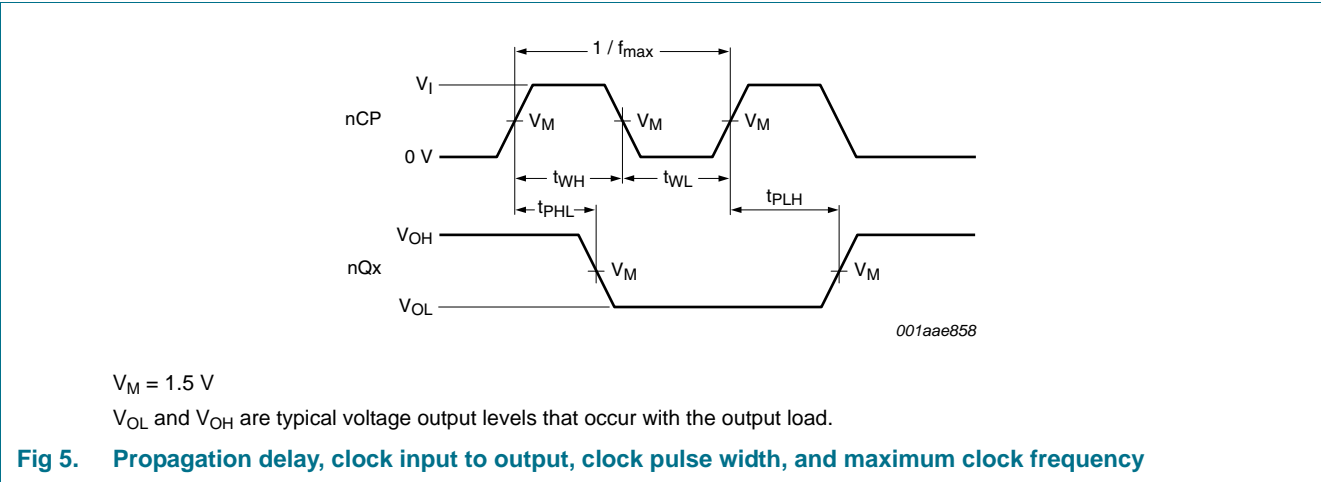 1 / fmax
VI
nCP
VM VM VM
0 V
tWH tWL
tPHL tPLH
VOH
nQx
VM VM
VOL
001aae858
VM = 1.5 V
VOL and VOH are typical voltage output levels that occur with the output load.
Fig 5. Propagation delay, clock input to output, clock pulse width, and maximum clock frequency